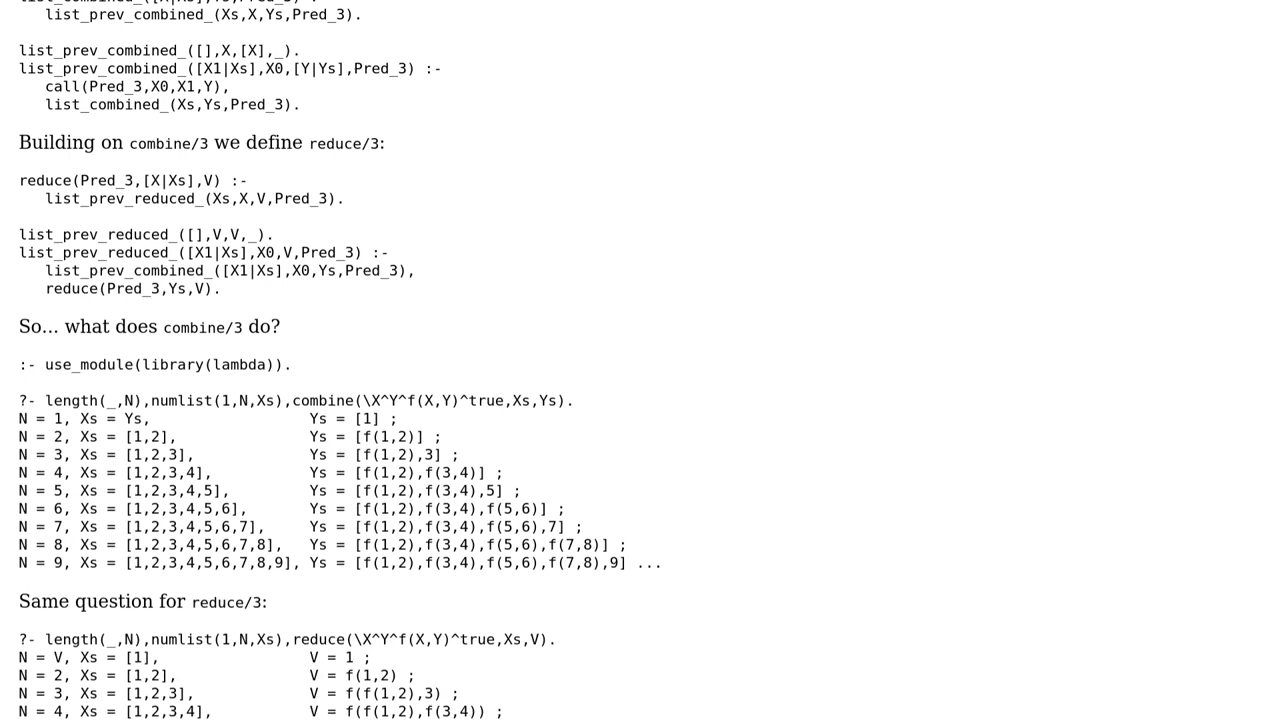 list_prev_combined_(Xs,X,Ys,Pred_3).
list_prev_combined_([],X,[X],_).
list_prev_combined_([X1|Xs],X0,[Y|Ys],Pred_3) :-
call(Pred_3,X0,X1,Y),
list_combined_(Xs,Ys,Pred_3).
Building on combine/3 we define reduce/3:
reduce(Pred_3,[X|Xs],V) :-
list_prev_reduced_(Xs,X,V,Pred_3).
list_prev_reduced_([],V,V,_).
list_prev_reduced_([X1|Xs],X0,V,Pred_3) :-
list_prev_combined_([X1|Xs],X0,Ys,Pred_3),
reduce(Pred_3,Ys,V).
So... what does combine/3 do?
:- use_module(library(lambda)).
?- length(_,N),numlist(1,N,Xs),combine(\X^Y^f(X,Y)^true,Xs,Ys).
N = 1, Xs = Ys, Ys = [1] ;
N = 2, Xs = [1,2], Ys = [f(1,2)] ;
N = 3, Xs = [1,2,3], Ys = [f(1,2),3] ;
N = 4, Xs = [1,2,3,4], Ys = [f(1,2),f(3,4)] ;
N = 5, Xs = [1,2,3,4,5], Ys = [f(1,2),f(3,4),5] ;
N = 6, Xs = [1,2,3,4,5,6], Ys = [f(1,2),f(3,4),f(5,6)] ;
N = 7, Xs = [1,2,3,4,5,6,7], Ys = [f(1,2),f(3,4),f(5,6),7] ;
N = 8, Xs = [1,2,3,4,5,6,7,8], Ys = [f(1,2),f(3,4),f(5,6),f(7,8)] ;
N = 9, Xs = [1,2,3,4,5,6,7,8,9], Ys = [f(1,2),f(3,4),f(5,6),f(7,8),9] ...
Same question for reduce/3:
?- length(_,N),numlist(1,N,Xs),reduce(\X^Y^f(X,Y)^true,Xs,V).
N = V, Xs = [1], V = 1 ;
N = 2, Xs = [1,2], V = f(1,2) ;
N = 3, Xs = [1,2,3], V = f(f(1,2),3) ;
N = 4, Xs = [1,2,3,4], V = f(f(1,2),f(3,4)) ;